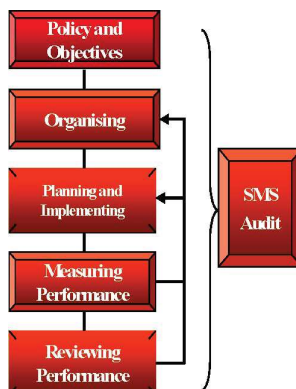 Policy and
Objectives
Organising
Planning and
Implementing
Measuring
Performance
Reviewing
Performance
SMS
Audit